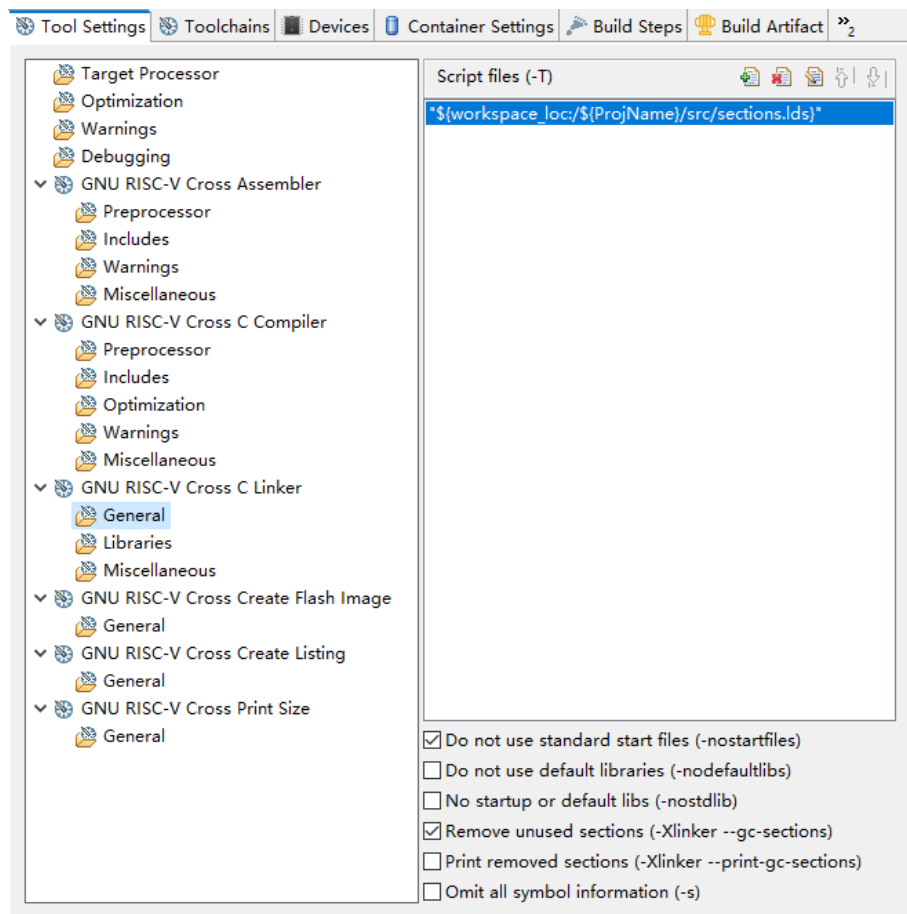 Tool Settings Toolchains Devices Container Settings Build Steps Build Artifact »2
Target Processor
Optimization
Warnings
Debugging
GNU RISC-V Cross Assembler
Preprocessor
Includes
Warnings
Miscellaneous
GNU RISC-V Cross C Compiler
Preprocessor
Includes
Optimization
Warnings
Miscellaneous
GNU RISC-V Cross C Linker
General
Libraries
Miscellaneous
GNU RISC-V Cross Create Flash Image
General
GNU RISC-V Cross Create Listing
General
GNU RISC-V Cross Print Size
General
Script files (-T)
"${workspace_loc:/${ProjName}/src/sections.lds}"
Do not use standard start files (-nostartfiles)
Do not use default libraries (-nodefaultlibs)
No startup or default libs (-nostdlib)
Remove unused sections (-Xlinker --gc-sections)
Print removed sections (-Xlinker --print-gc-sections)
Omit all symbol information (-s)